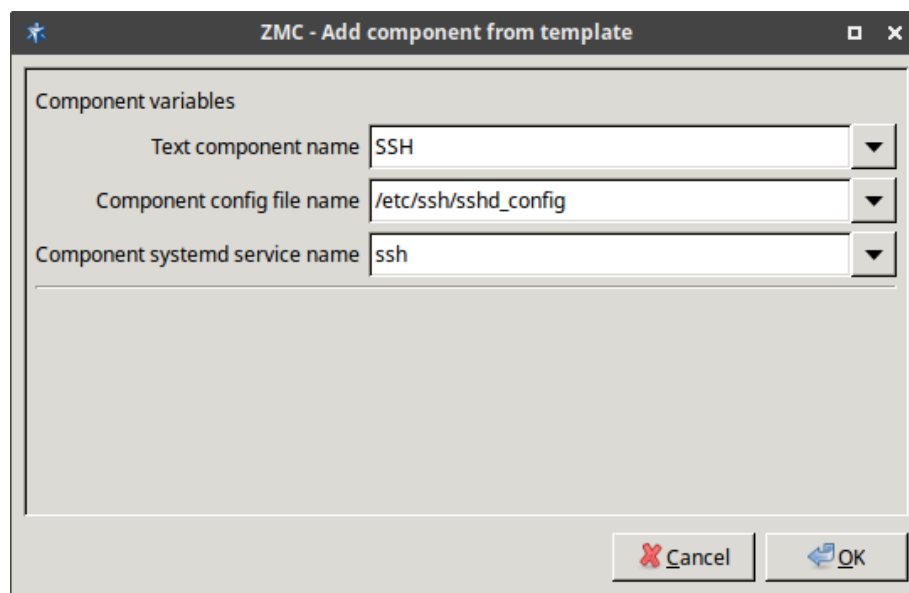 ZMC - Add component from template
Component variables
Text component name SSH
Component config file name /etc/ssh/sshd_config
Component systemd service name ssh
Cancel OK